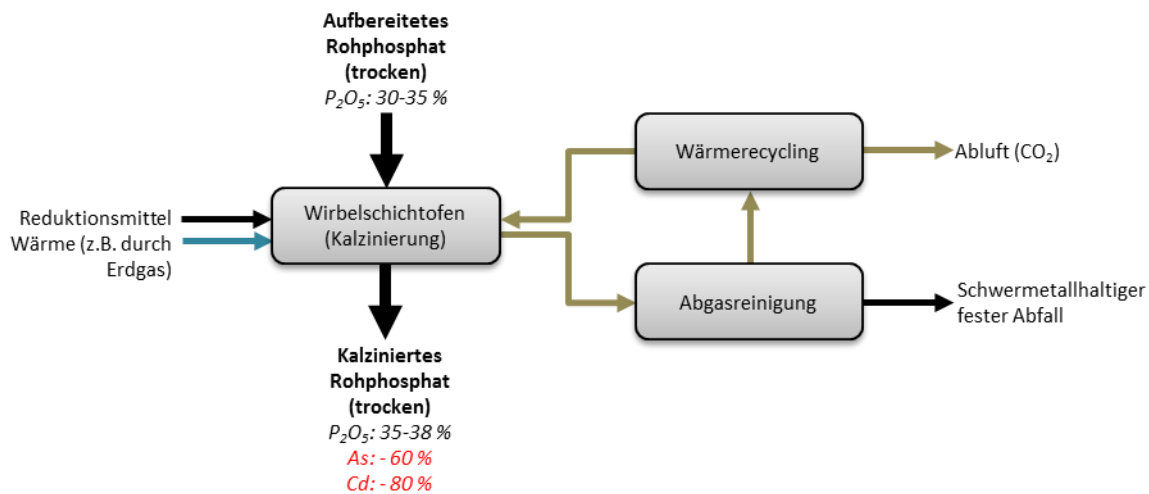 Aufbereitetes
Rohphosphat
(trocken)
P₂O₅: 30-35 %
Wärmerecycling
Abluft (CO₂)
Reduktionsmittel
Wärme (z.B. durch
Erdgas)
Wirbelschichtofen
(Kalzinierung)
Abgasreinigung
Schwermetallhaltiger
fester Abfall
Kalziniertes
Rohphosphat
(trocken)
P₂O₅: 35-38 %
As: - 60 %
Cd: - 80 %